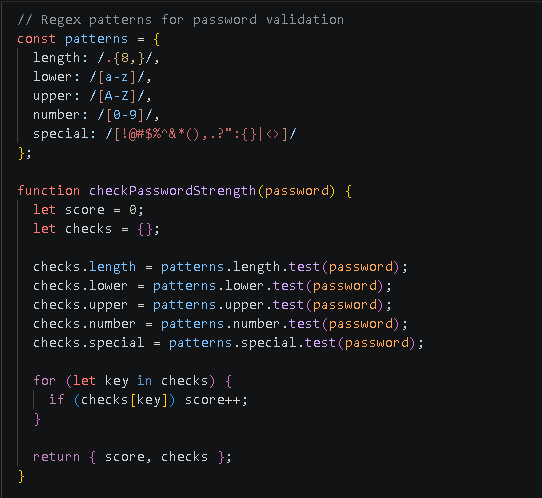 // Regex patterns for password validation
const patterns = {
  length: /.{8,}/,
  lower: /[a-z]/,
  upper: /[A-Z]/,
  number: /[0-9]/,
  special: /[!@#$%^&*(),.?":{}|<>]/
};

function checkPasswordStrength(password) {
  let score = 0;
  let checks = {};

  checks.length = patterns.length.test(password);
  checks.lower = patterns.lower.test(password);
  checks.upper = patterns.upper.test(password);
  checks.number = patterns.number.test(password);
  checks.special = patterns.special.test(password);

  for (let key in checks) {
    if (checks[key]) score++;
  }

  return { score, checks };
}